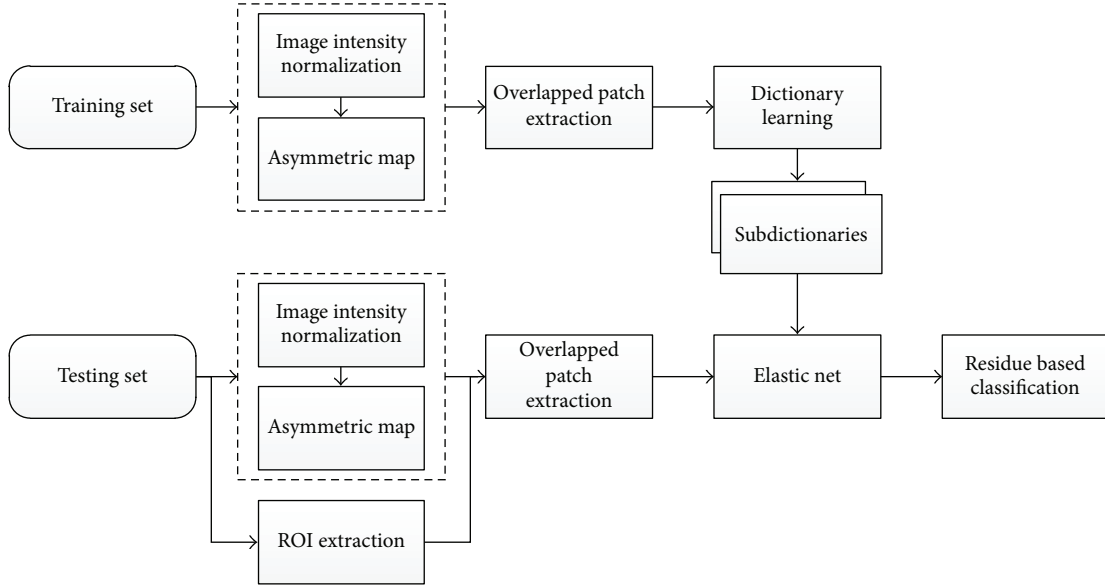 Training set
Image intensity
normalization
Asymmetric map
Overlapped patch
extraction
Dictionary
learning
Subdictionaries
Testing set
Image intensity
normalization
Asymmetric map
ROI extraction
Overlapped
patch
extraction
Elastic net
Residue based
classification